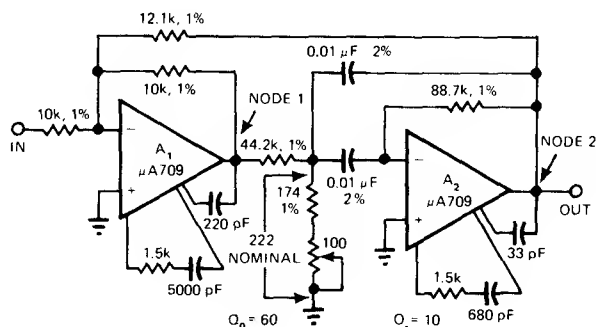 12.1k, 1%
0.01 μF 2%
10k, 1%
NODE 1
88.7k, 1%
10k, 1%
IN
−
A1
μA709
+
44.2k, 1%
0.01 μF
2%
174
1%
−
A2
μA709
+
NODE 2
OUT
220 pF
222
NOMINAL
100
33 pF
1.5k
5000 pF
1.5k
680 pF
Q0 = 60